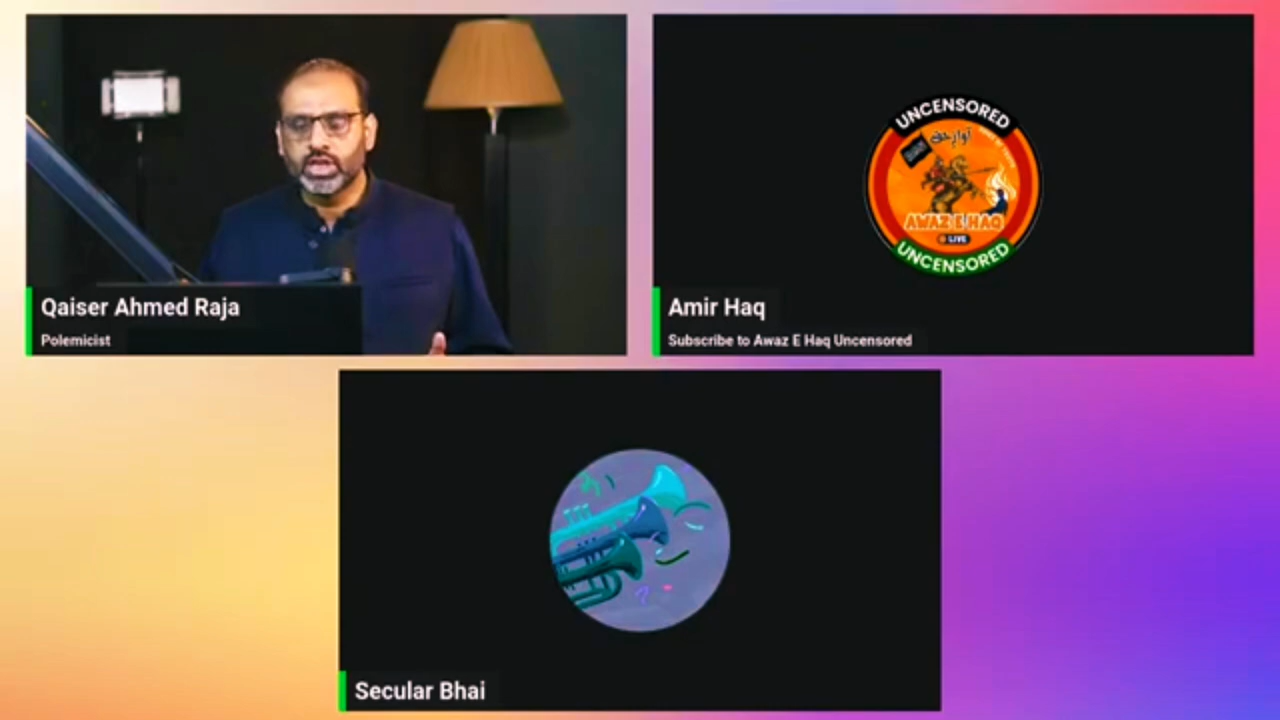 Qaiser Ahmed Raja
Polemicist
UNCENSORED
آوازِ حق
AWAZ E HAQ
LIVE
UNCENSORED
Amir Haq
Subscribe to Awaz E Haq Uncensored
Secular Bhai